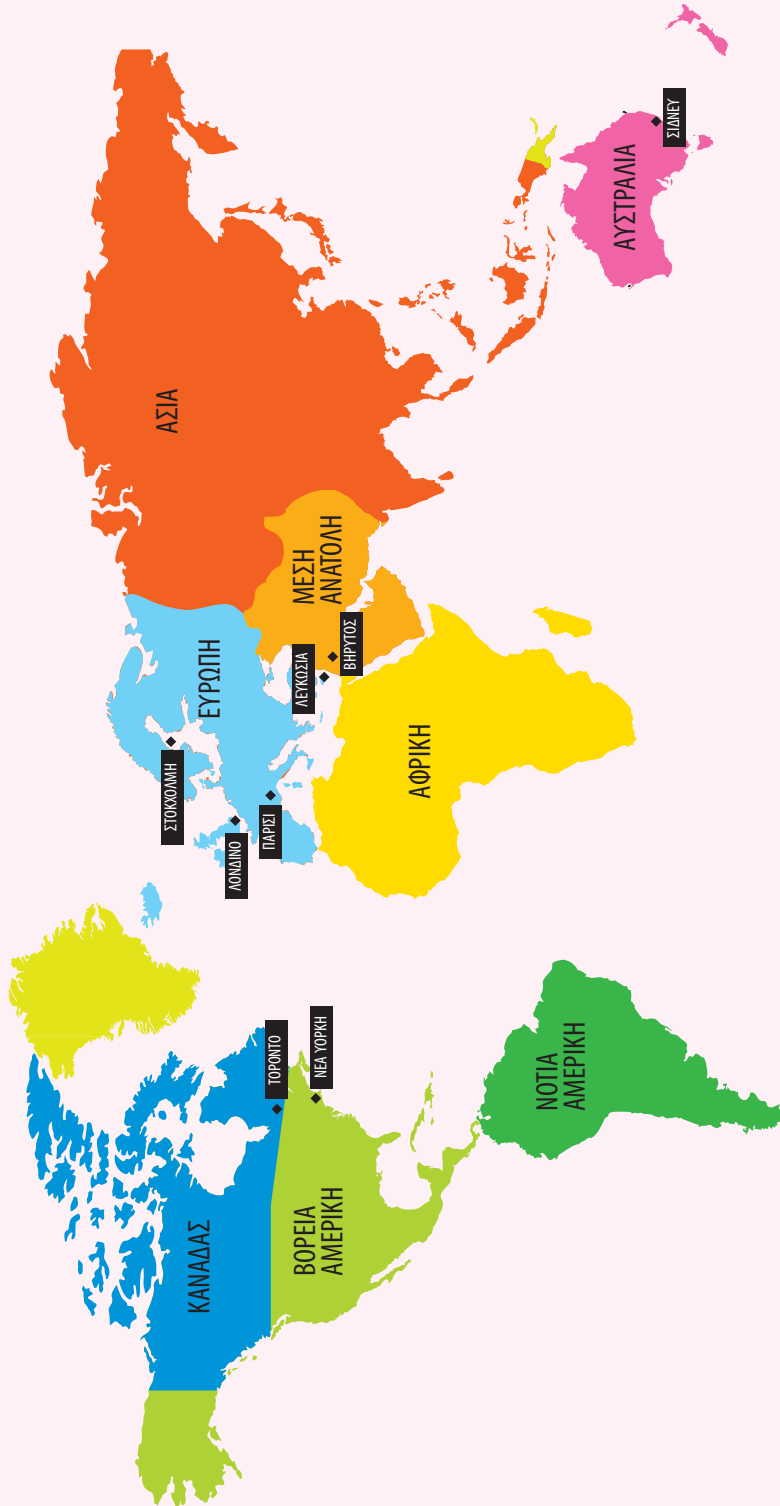 ΚΑΝΑΔΑΣ
ΒΟΡΕΙΑ
ΑΜΕΡΙΚΗ
ΤΟΡΟΝΤΟ
ΝΕΑ ΥΟΡΚΗ
ΝΟΤΙΑ
ΑΜΕΡΙΚΗ
ΣΤΟΚΧΟΛΜΗ
ΛΟΝΔΙΝΟ
ΠΑΡΙΣΙ
ΕΥΡΩΠΗ
ΛΕΥΚΩΣΙΑ
ΒΗΡΥΤΟΣ
ΜΕΣΗ
ΑΝΑΤΟΛΗ
ΑΦΡΙΚΗ
ΑΣΙΑ
ΑΥΣΤΡΑΛΙΑ
ΣΙΔΝΕΥ